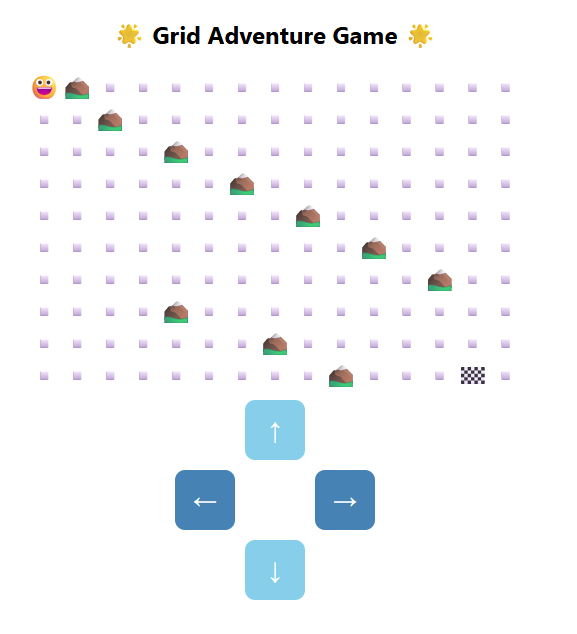 🌟 Grid Adventure Game 🌟
↑
← →
↓